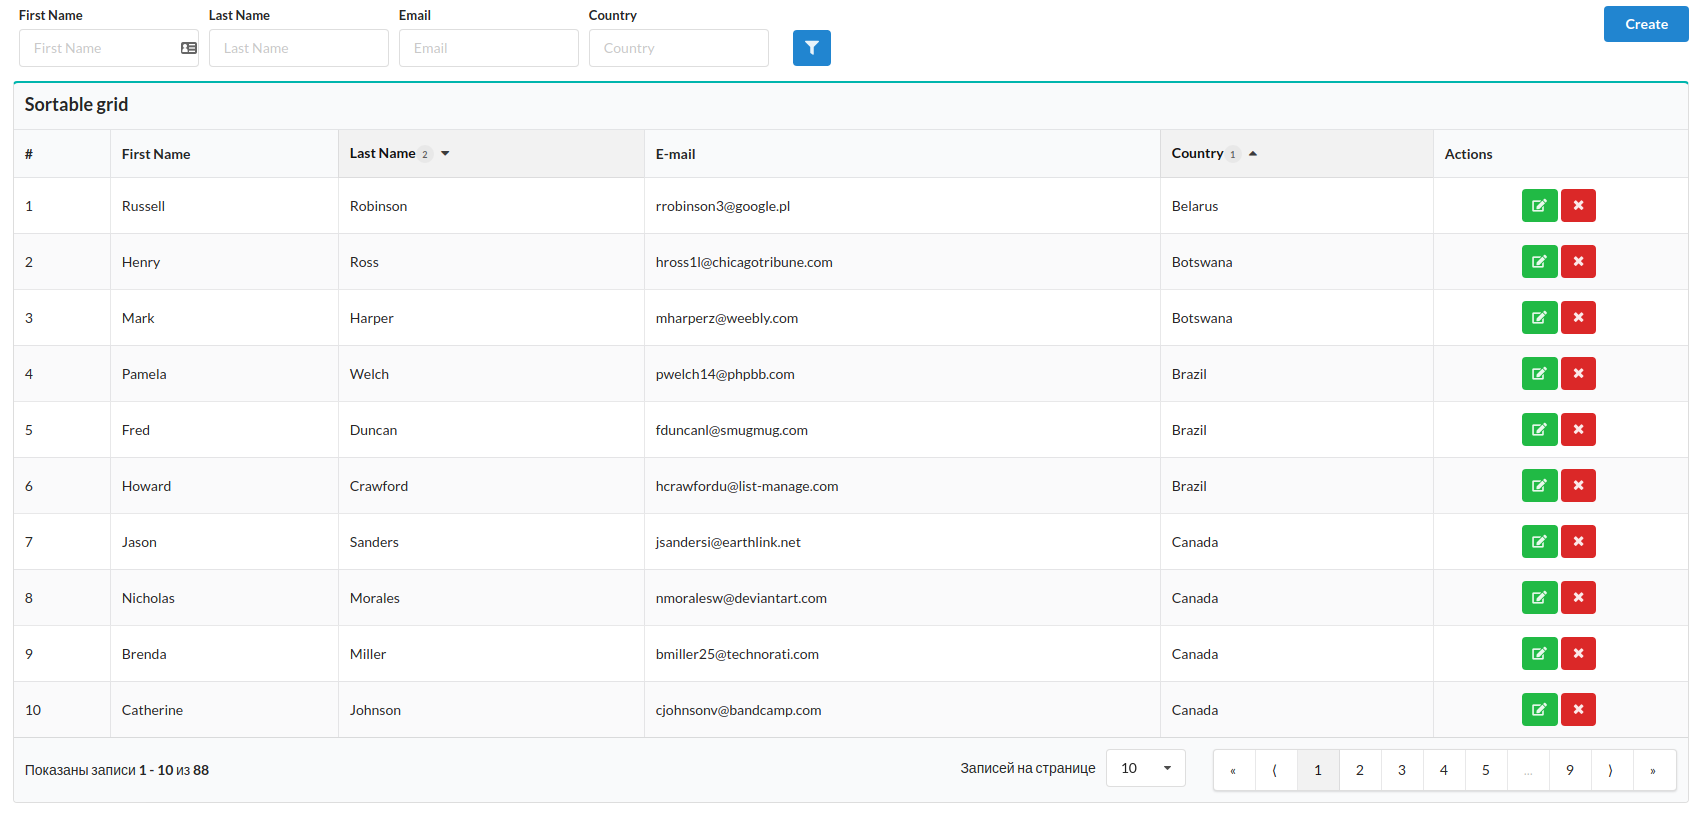 First Name Last Name Email Country
First Name Last Name Email Country Create
Sortable grid
# First Name Last Name 2 E-mail Country 1 Actions
1 Russell Robinson rrobinson3@google.pl Belarus
2 Henry Ross hross1l@chicagotribune.com Botswana
3 Mark Harper mharperz@weebly.com Botswana
4 Pamela Welch pwelch14@phpbb.com Brazil
5 Fred Duncan fduncanl@smugmug.com Brazil
6 Howard Crawford hcrawfordu@list-manage.com Brazil
7 Jason Sanders jsandersi@earthlink.net Canada
8 Nicholas Morales nmoralesw@deviantart.com Canada
9 Brenda Miller bmiller25@technorati.com Canada
10 Catherine Johnson cjohnsonv@bandcamp.com Canada
Показаны записи 1 - 10 из 88 Записей на странице 10 « ⟨ 1 2 3 4 5 ... 9 ⟩ »